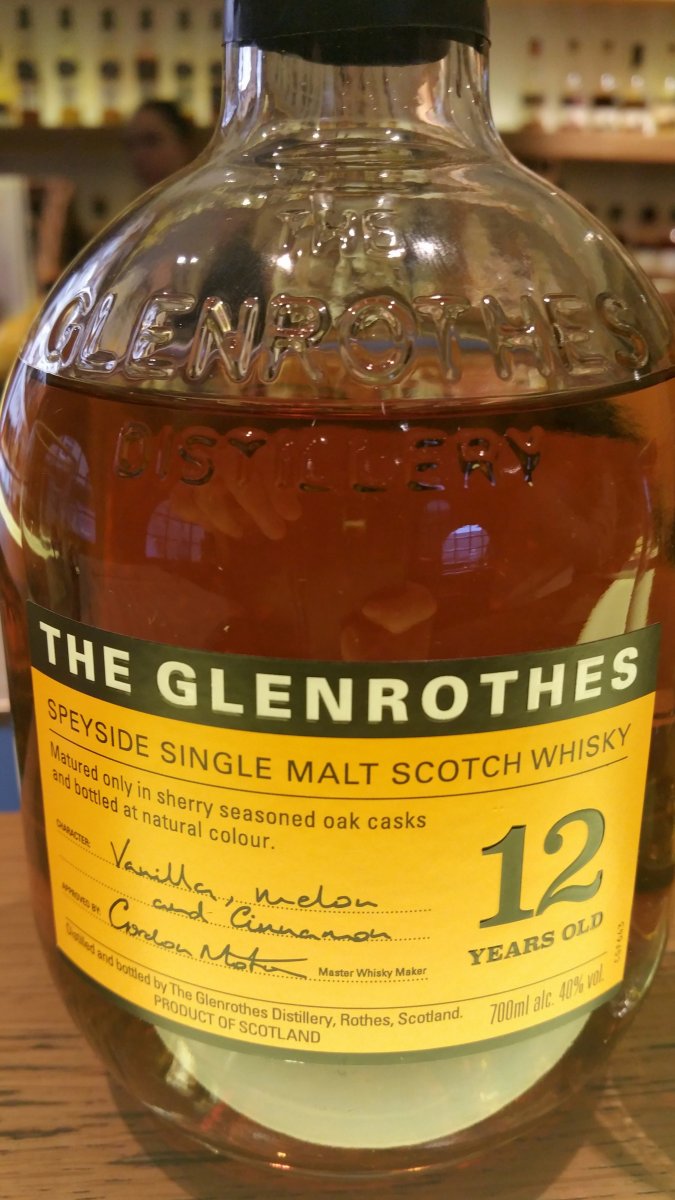 THE
GLENROTHES
DISTILLERY
THE GLENROTHES
SPEYSIDE SINGLE MALT SCOTCH WHISKY
Matured only in sherry seasoned oak casks
and bottled at natural colour.
CHARACTER: Vanilla, melon
and Cinnamon
APPROVED BY: Gordon Motion
Master Whisky Maker
12
YEARS OLD
Distilled and bottled by The Glenrothes Distillery, Rothes, Scotland.
PRODUCT OF SCOTLAND
700ml alc. 40% vol.